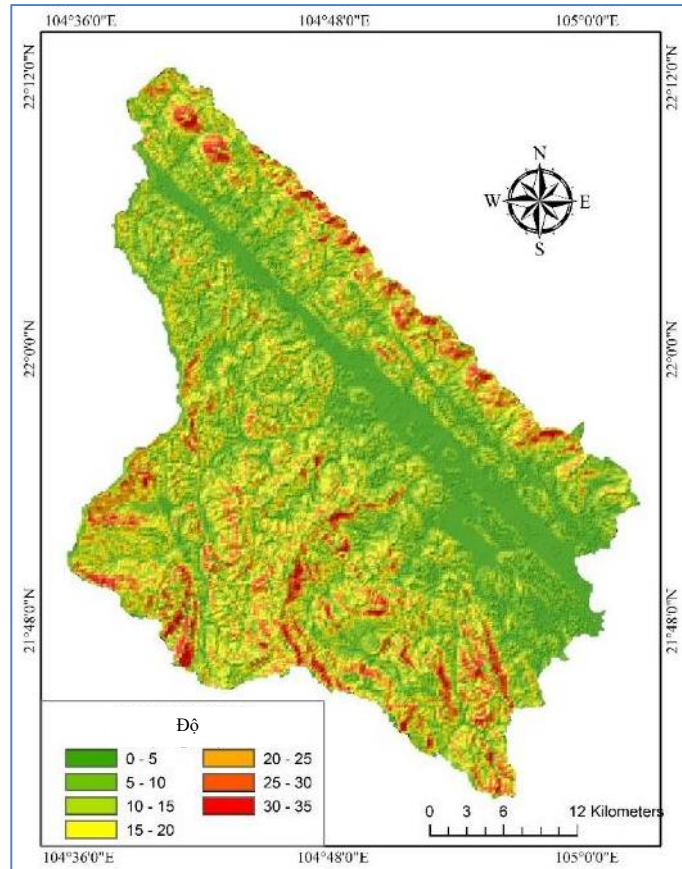 104°36'0"E 104°48'0"E 105°0'0"E
22°12'0"N 22°12'0"N
N
W E
S
22°0'0"N 22°0'0"N
21°48'0"N 21°48'0"N
Độ
0 - 5 20 - 25
5 - 10 25 - 30
10 - 15 30 - 35
15 - 20
0 3 6 12 Kilometers
104°36'0"E 104°48'0"E 105°0'0"E